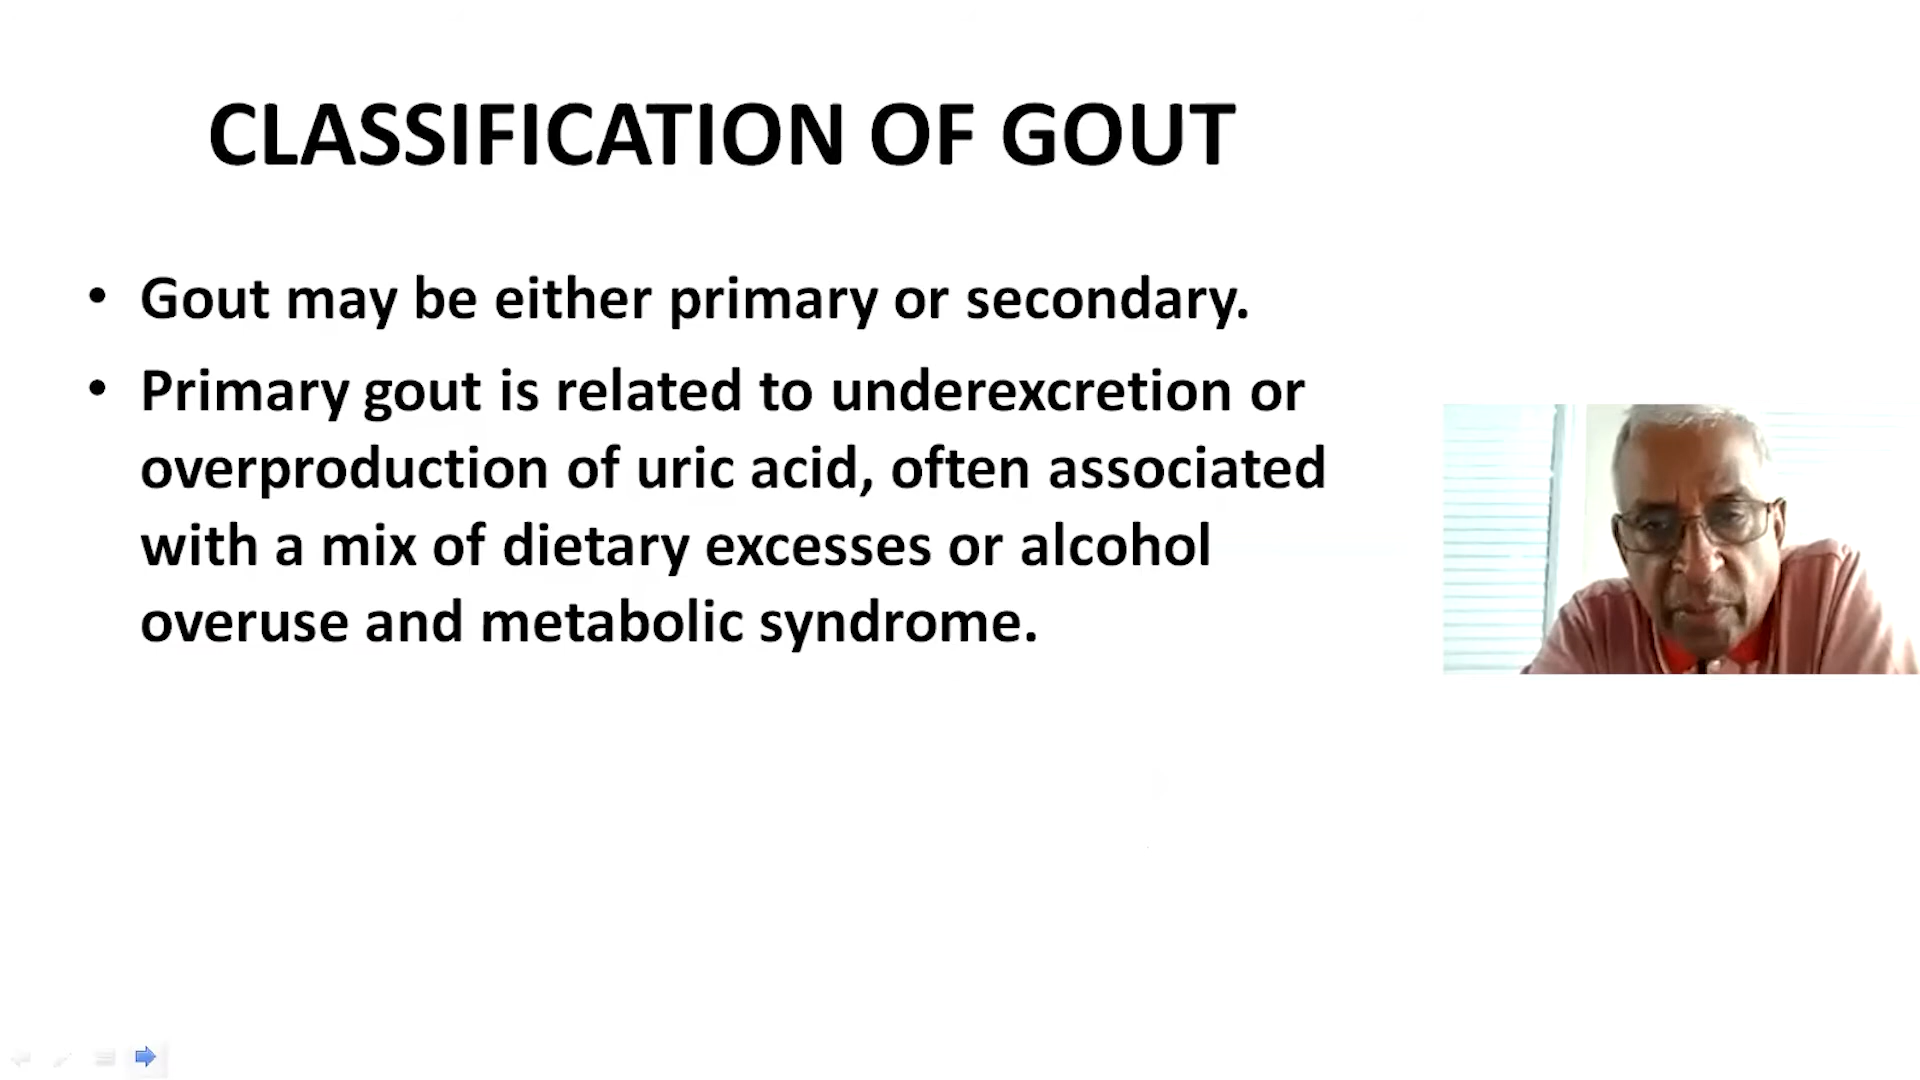 CLASSIFICATION OF GOUT
• Gout may be either primary or secondary.
• Primary gout is related to underexcretion or
overproduction of uric acid, often associated
with a mix of dietary excesses or alcohol
overuse and metabolic syndrome.